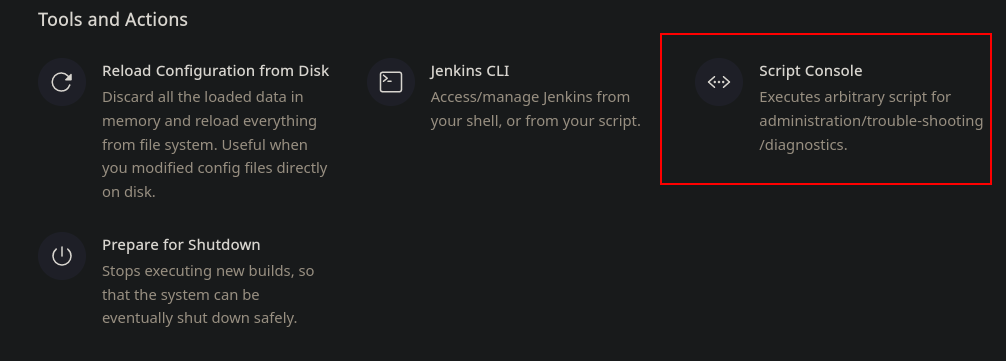 Tools and Actions
Reload Configuration from Disk
Discard all the loaded data in
memory and reload everything
from file system. Useful when
you modified config files directly
on disk.
Jenkins CLI
Access/manage Jenkins from
your shell, or from your script.
Script Console
Executes arbitrary script for
administration/trouble-shooting
/diagnostics.
Prepare for Shutdown
Stops executing new builds, so
that the system can be
eventually shut down safely.